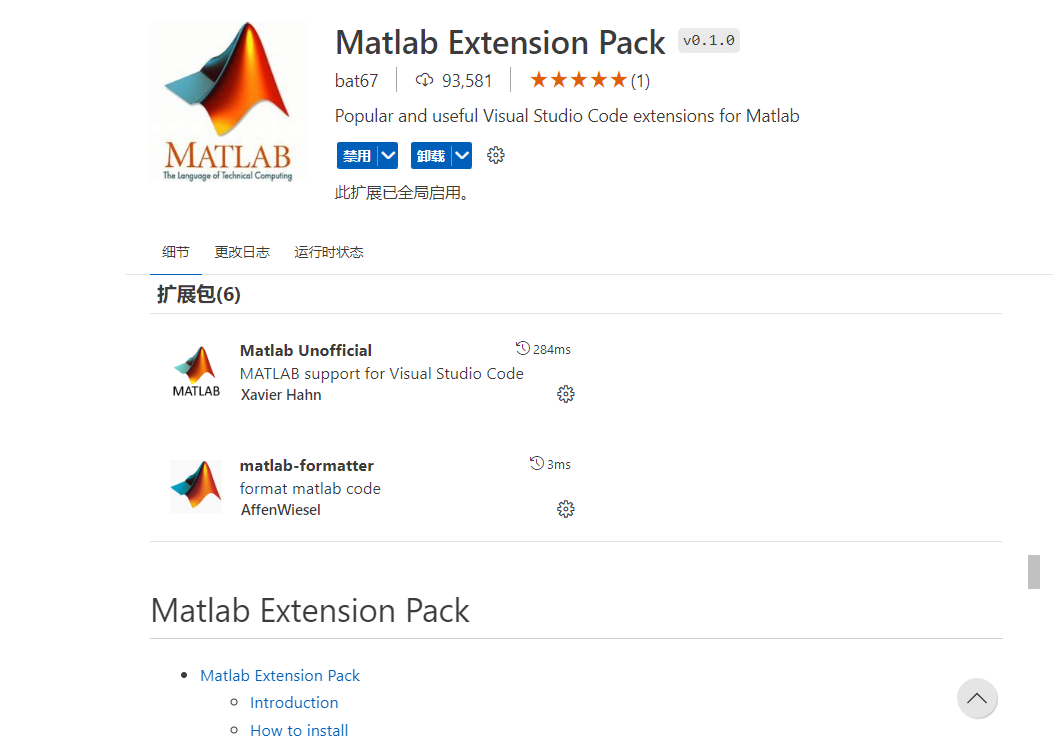 MATLAB
The Language of Technical Computing
Matlab Extension Pack v0.1.0
bat67 93,581 (1)
Popular and useful Visual Studio Code extensions for Matlab
禁用 卸载
此扩展已全局启用。
细节 更改日志 运行时状态
扩展包(6)
MATLAB
Matlab Unofficial 284ms
MATLAB support for Visual Studio Code
Xavier Hahn
matlab-formatter 3ms
format matlab code
AffenWiesel
Matlab Extension Pack
Matlab Extension Pack
Introduction
How to install